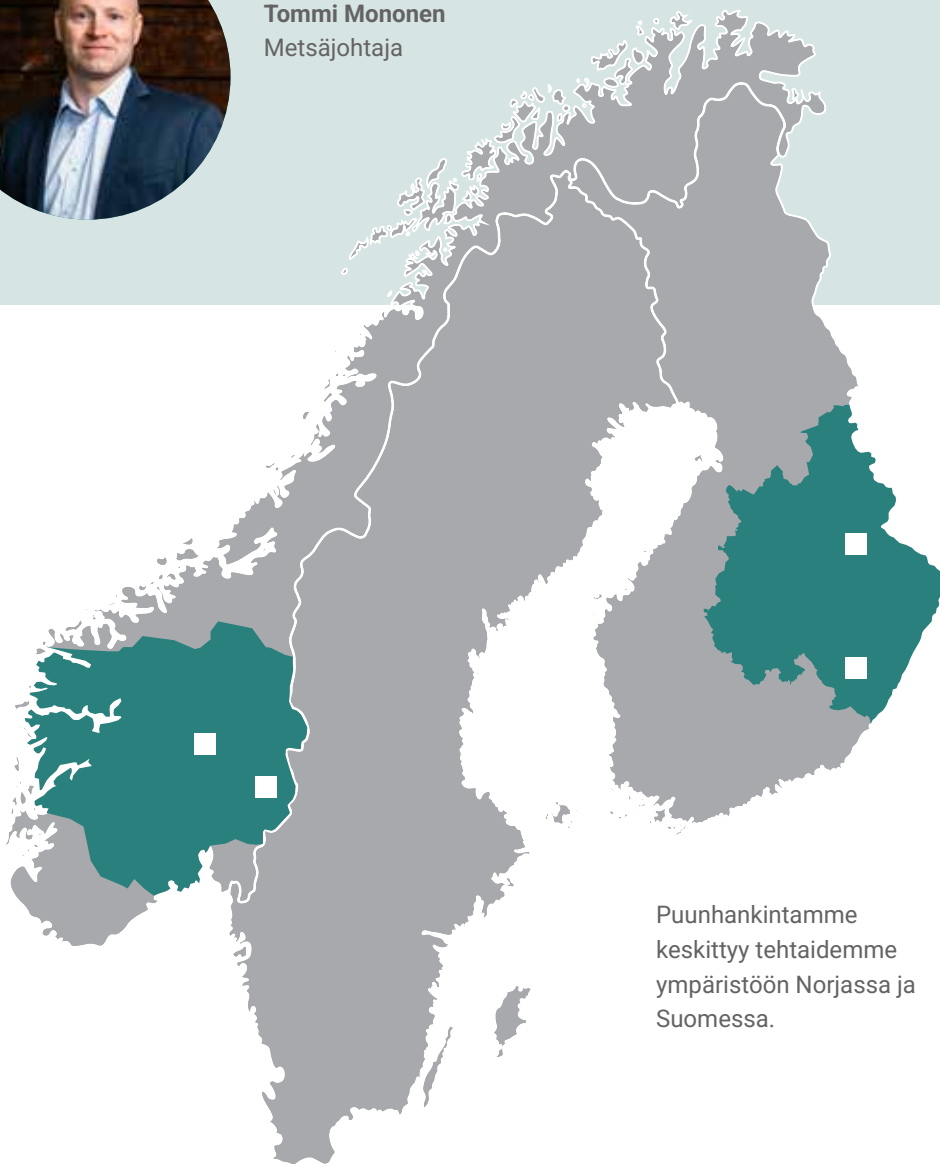 Tommi Mononen
Metsäjohtaja
Puunhankintamme
keskittyy tehtaidemme
ympäristöön Norjassa ja
Suomessa.